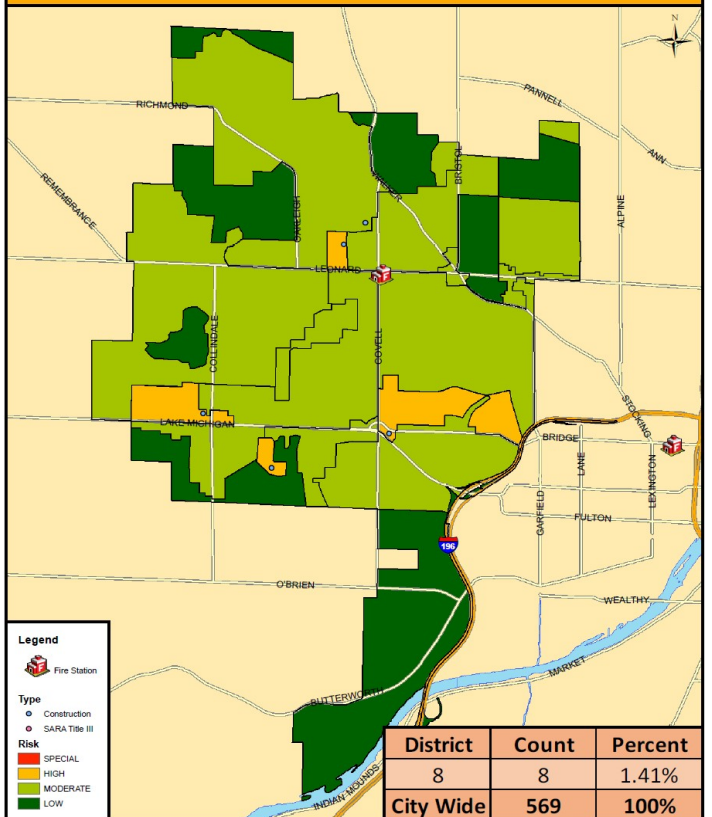 N
RICHMOND
PANNELL
ANN
REMEMBRANCE
OAKLEIGH
WALKER
BRISTOL
ALPINE
LEONARD
COLLINDALE
COVELL
LAKE MICHIGAN
STOCKING
BRIDGE
LANE
LEXINGTON
GARFIELD
FULTON
196
O'BRIEN
WEALTHY
MARKET
BUTTERWORTH
INDIAN MOUNDS
Legend
Fire Station
Type
Construction
SARA Title III
Risk
SPECIAL
HIGH
MODERATE
LOW
District Count Percent
8 8 1.41%
City Wide 569 100%